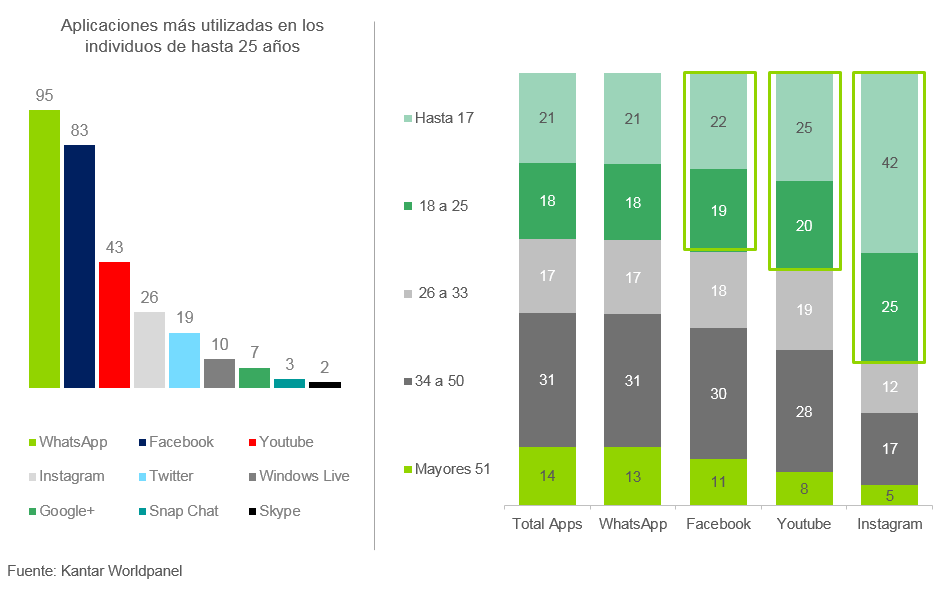 Aplicaciones más utilizadas en los
individuos de hasta 25 años
95
83
43
26
19
10
7
3
2
WhatsApp Facebook Youtube
Instagram Twitter Windows Live
Google+ Snap Chat Skype
Hasta 17
18 a 25
26 a 33
34 a 50
Mayores 51
21 21 22 25 42
18 18 19 20 25
17 17 18 19 12
31 31 30 28 17
14 13 11 8 5
Total Apps WhatsApp Facebook Youtube Instagram
Fuente: Kantar Worldpanel